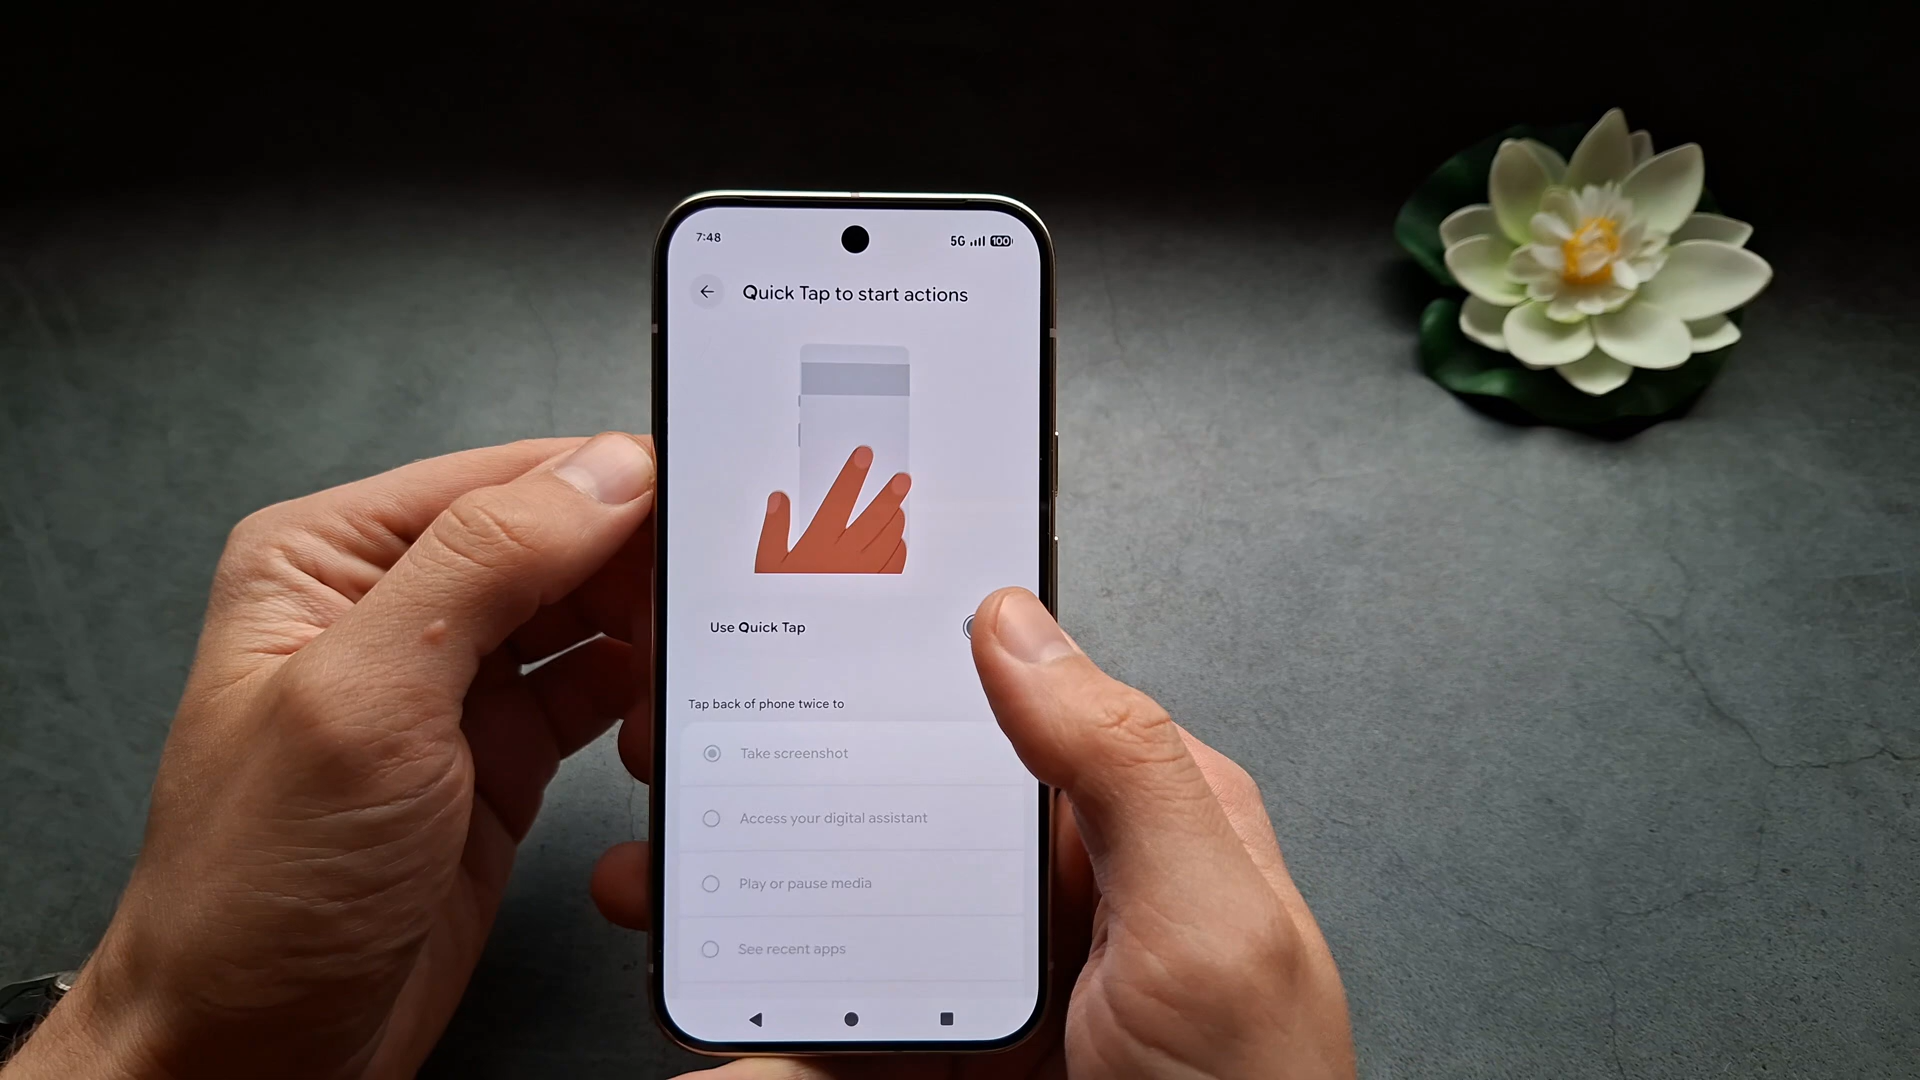 7:48
5G 100
Quick Tap to start actions
Use Quick Tap
Tap back of phone twice to
Take screenshot
Access your digital assistant
Play or pause media
See recent apps